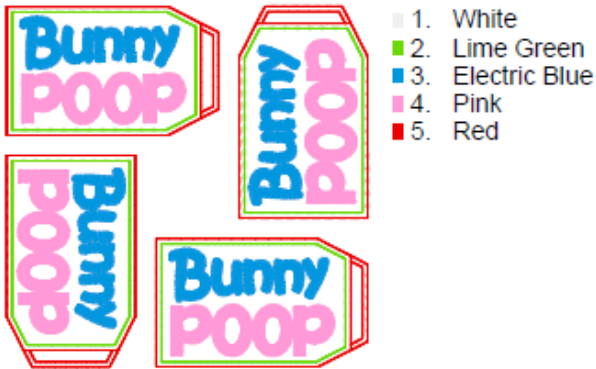 Bunny
POOP
Bunny
POOP
Bunny
POOP
Bunny
POOP
1. White
2. Lime Green
3. Electric Blue
4. Pink
5. Red